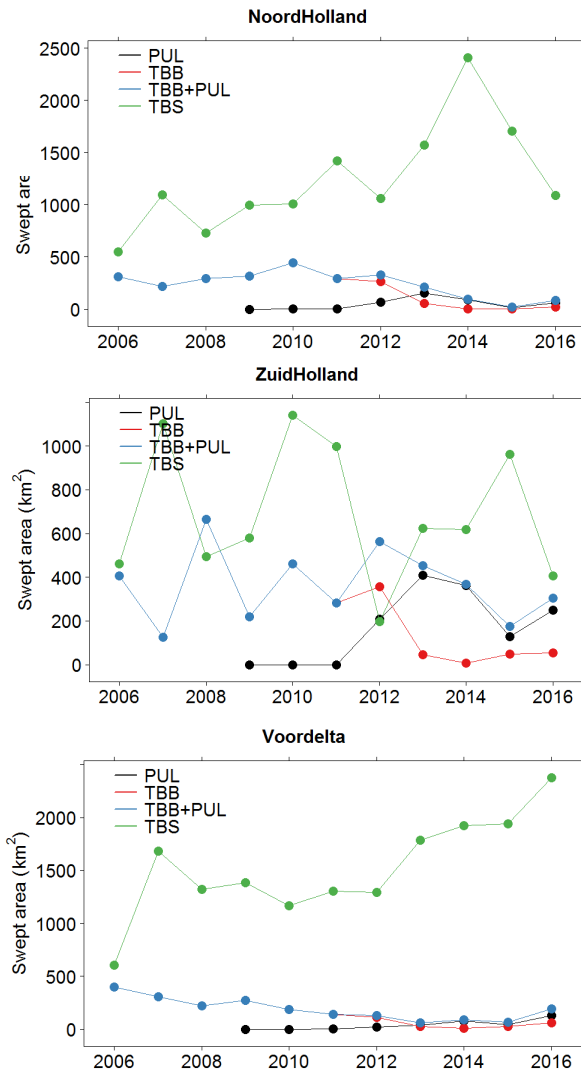 NoordHolland
PUL
TBB
TBB+PUL
TBS
Swept are
2500
2000
1500
1000
500
0
2006 2008 2010 2012 2014 2016
ZuidHolland
PUL
TBB
TBB+PUL
TBS
Swept area (km²)
1000
800
600
400
200
0
2006 2008 2010 2012 2014 2016
Voordelta
PUL
TBB
TBB+PUL
TBS
Swept area (km²)
2000
1500
1000
500
0
2006 2008 2010 2012 2014 2016